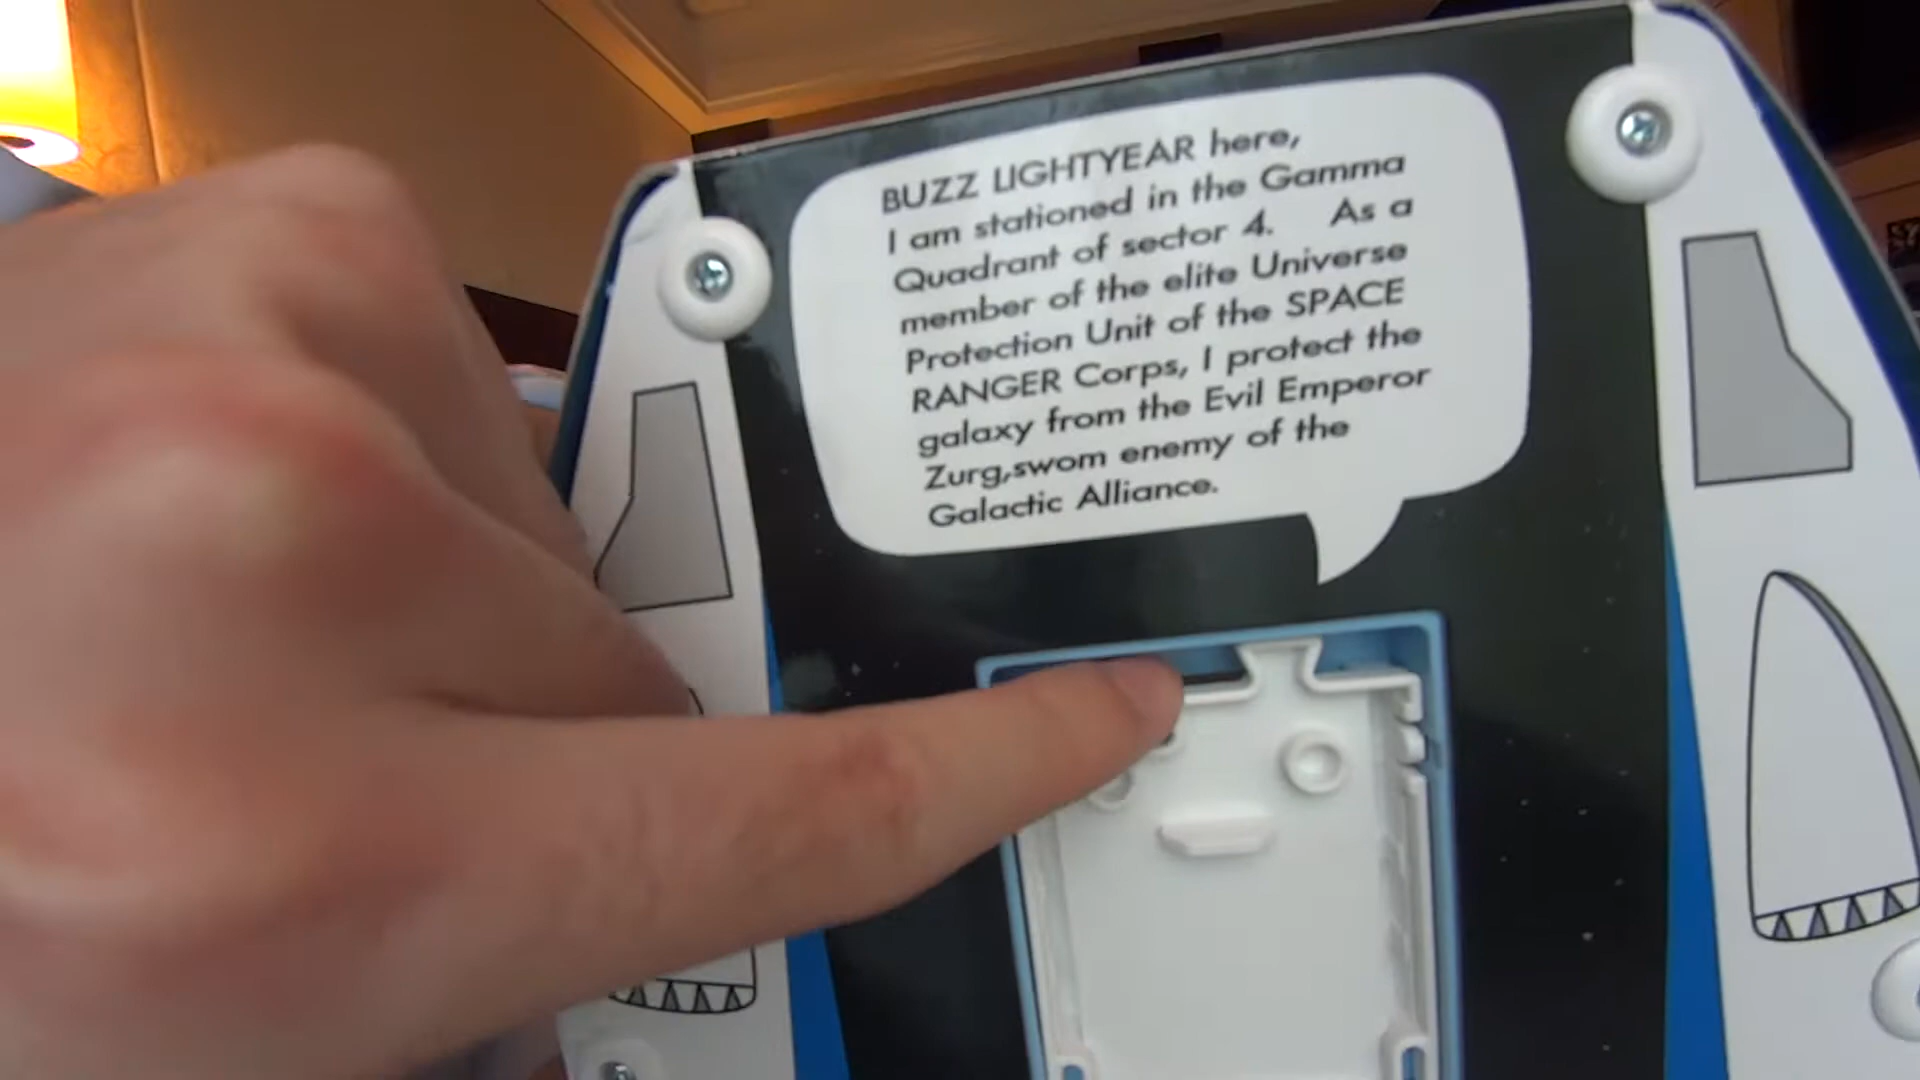 BUZZ LIGHTYEAR here,
I am stationed in the Gamma
Quadrant of sector 4. As a
member of the elite Universe
Protection Unit of the SPACE
RANGER Corps, I protect the
galaxy from the Evil Emperor
Zurg,swom enemy of the
Galactic Alliance.